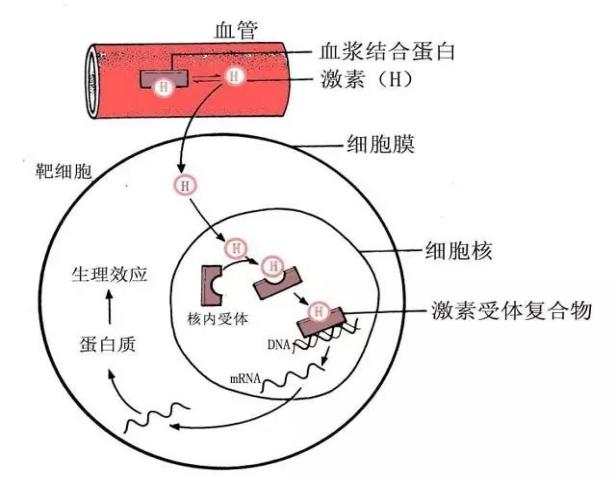 血管
血浆结合蛋白
H
H
激素（H）
细胞膜
靶细胞
H
H
细胞核
H
生理效应
核内受体
H
激素受体复合物
蛋白质
DNA
mRNA